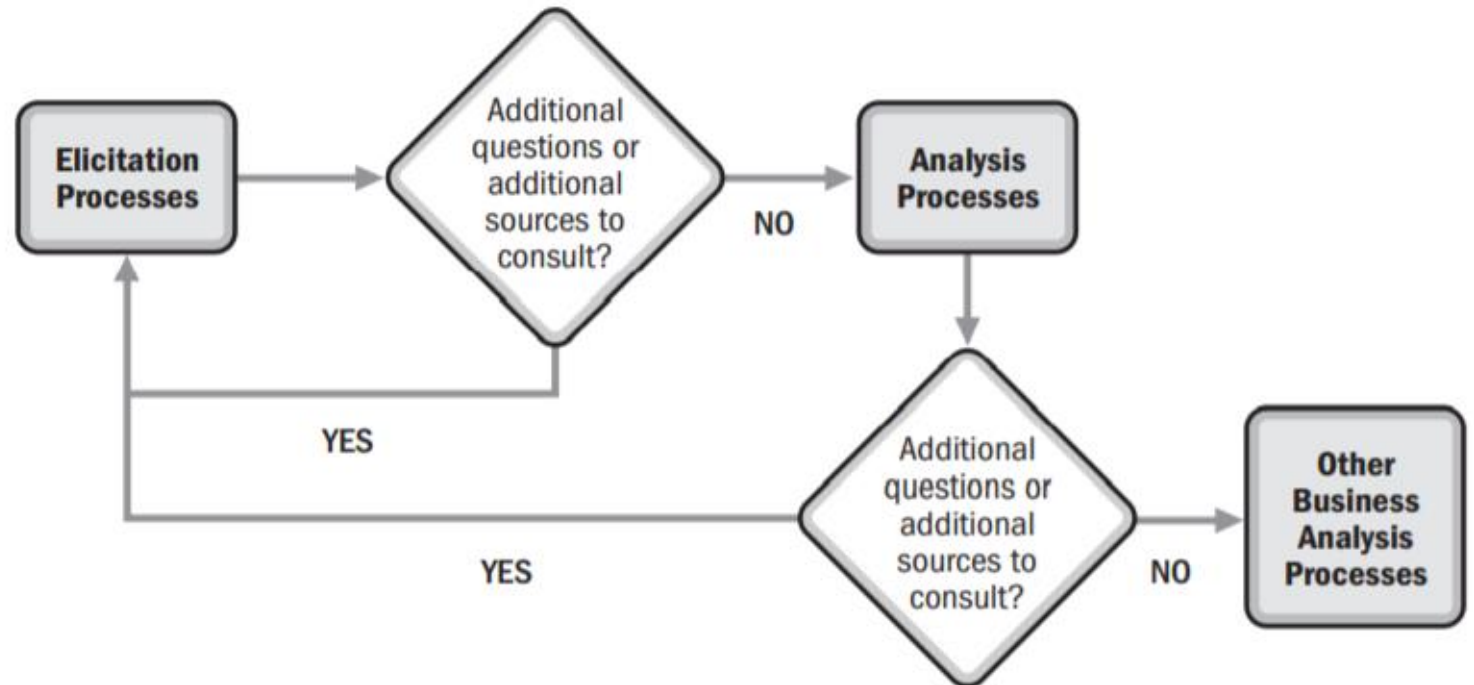 Elicitation
Processes
Additional
questions or
additional
sources to
consult?
NO
Analysis
Processes
YES
Additional
questions or
additional
sources to
consult?
YES
NO
Other
Business
Analysis
Processes